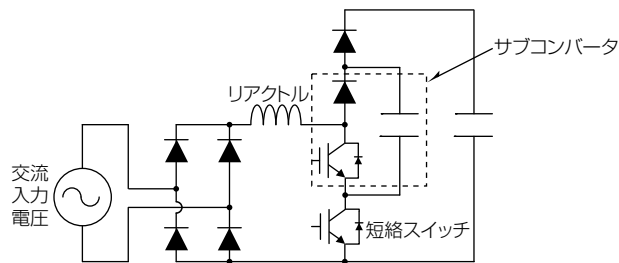 サブコンバータ
リアクトル
交流
入力
電圧
短絡スイッチ